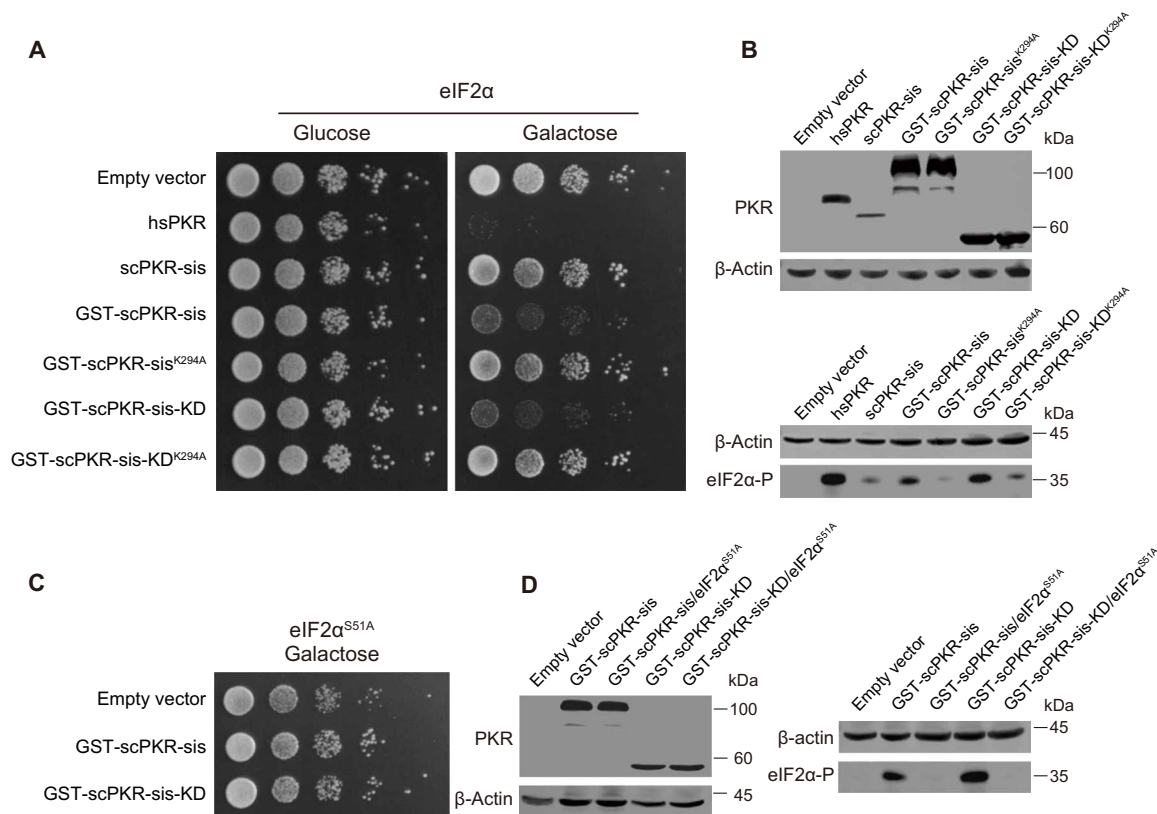 A
eIF2α
Glucose
Galactose
Empty vector
hsPKR
scPKR-sis
GST-scPKR-sis
GST-scPKR-sisK294A
GST-scPKR-sis-KD
GST-scPKR-sis-KDK294A
B
Empty vector
hsPKR
scPKR-sis
GST-scPKR-sis
GST-scPKR-sisK294A
GST-scPKR-sis-KD
GST-scPKR-sis-KDK294A
kDa
PKR
100
60
β-Actin
Empty vector
hsPKR
scPKR-sis
GST-scPKR-sis
GST-scPKR-sisK294A
GST-scPKR-sis-KD
GST-scPKR-sis-KDK294A
kDa
β-Actin
45
eIF2α-P
35
C
eIF2αS51A
Galactose
Empty vector
GST-scPKR-sis
GST-scPKR-sis-KD
D
Empty vector
GST-scPKR-sis
GST-scPKR-sis/eIF2αS51A
GST-scPKR-sis-KD
GST-scPKR-sis-KD/eIF2αS51A
kDa
PKR
100
60
β-Actin
45
Empty vector
GST-scPKR-sis
GST-scPKR-sis/eIF2αS51A
GST-scPKR-sis-KD
GST-scPKR-sis-KD/eIF2αS51A
kDa
β-actin
45
eIF2α-P
35